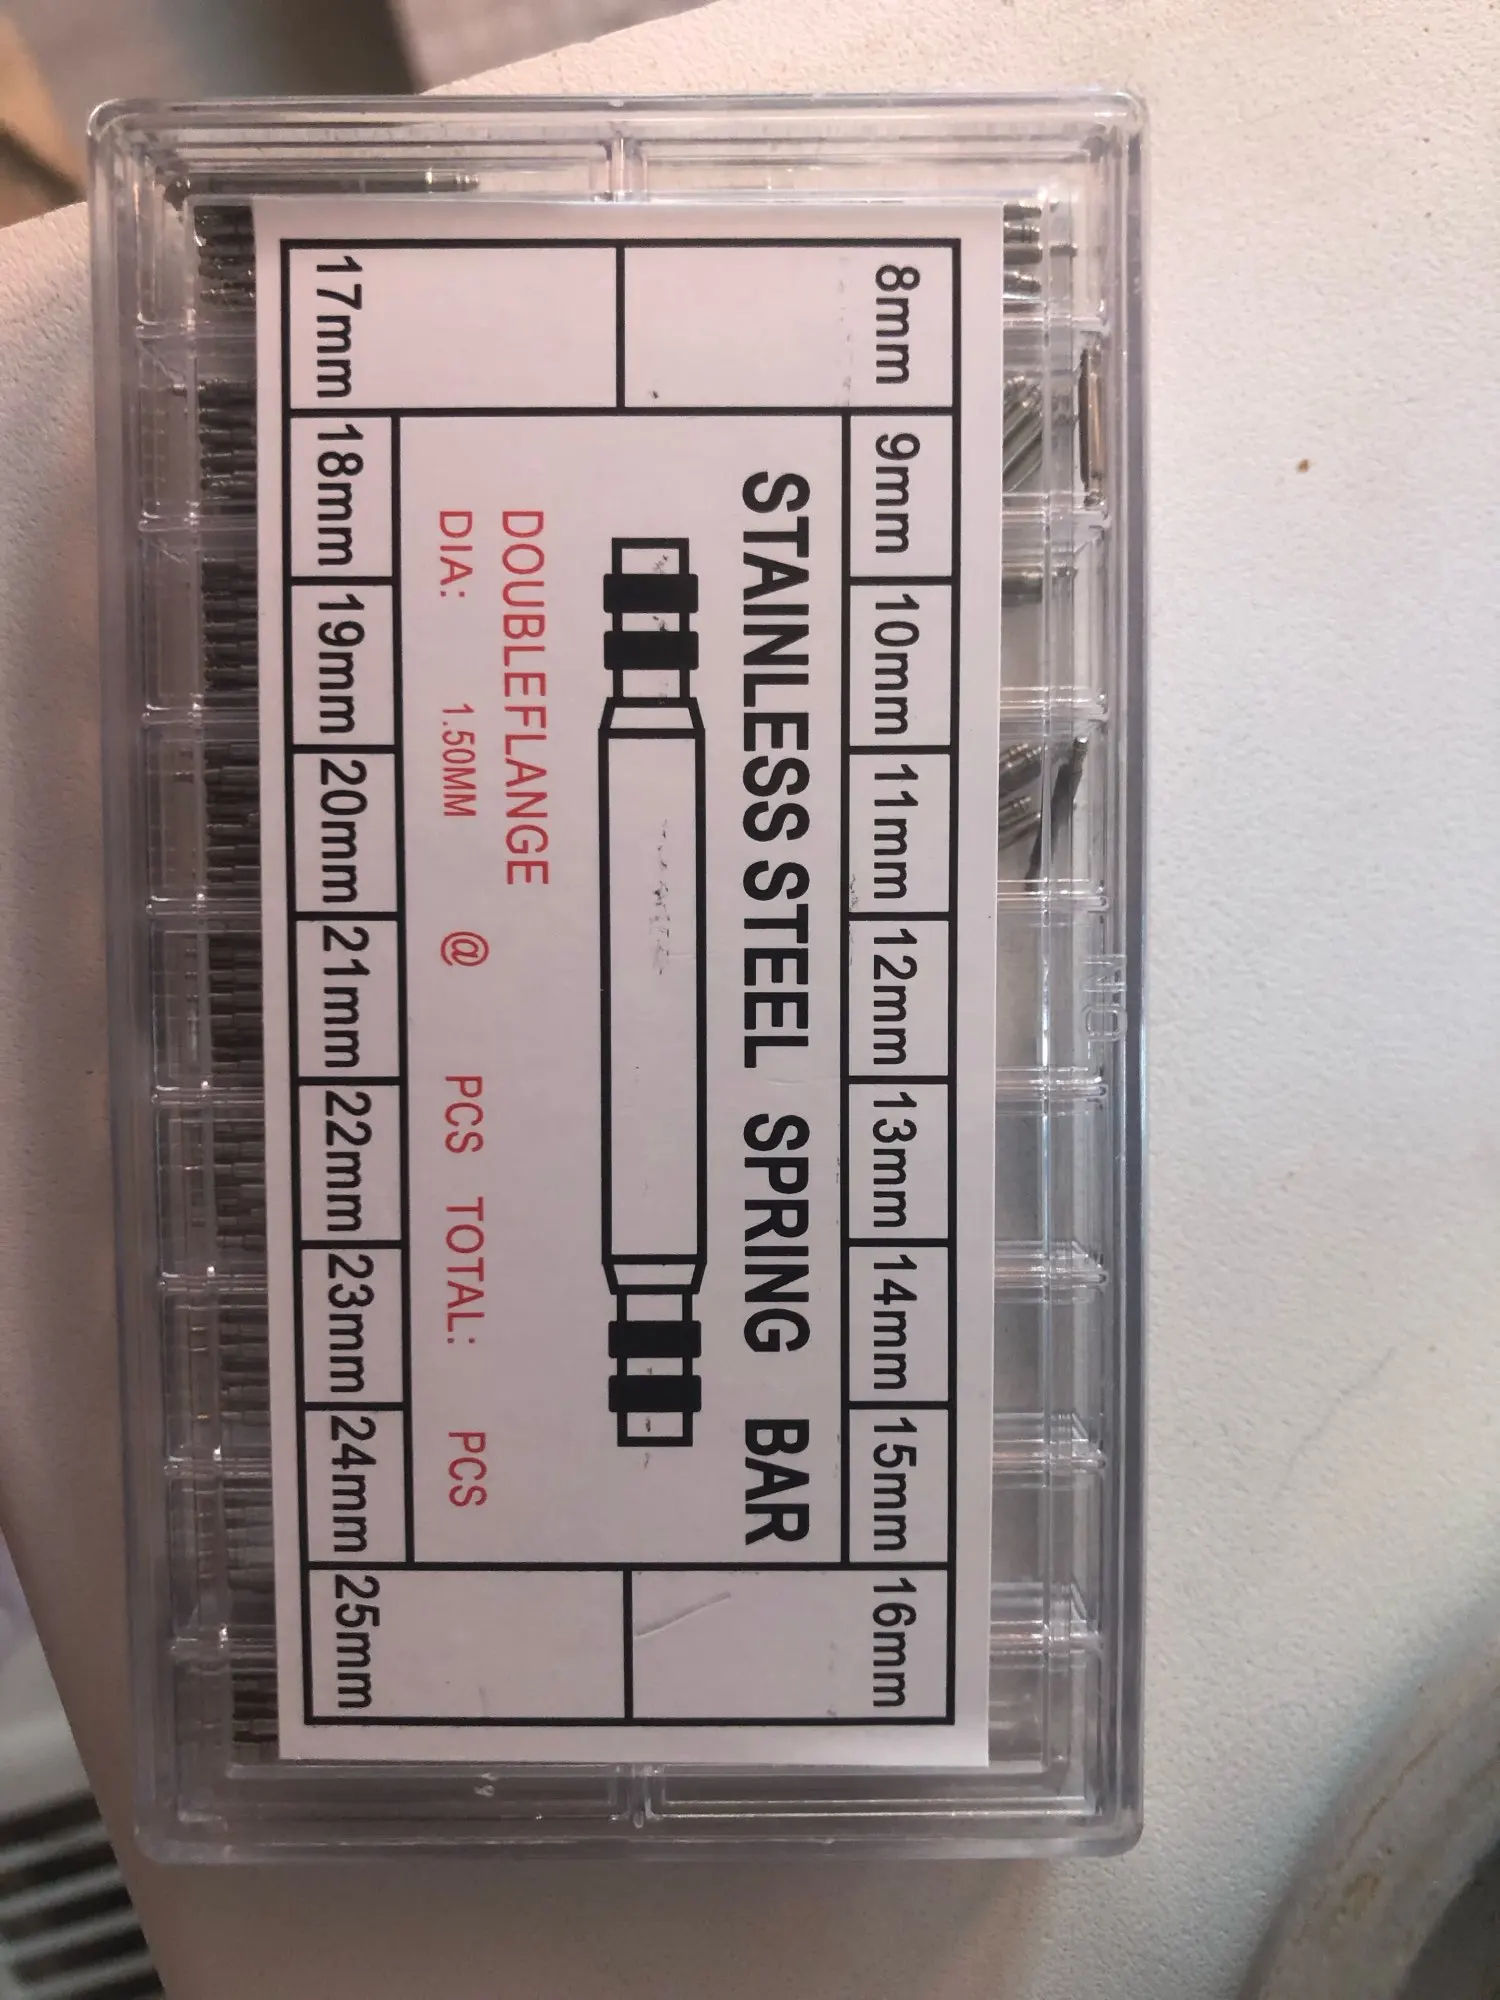 8mm 9mm 10mm 11mm 12mm 13mm 14mm 15mm 16mm
STAINLESS STEEL SPRING BAR
DOUBLEFLANGE
DIA: 1.50MM @ PCS TOTAL: PCS
17mm 18mm 19mm 20mm 21mm 22mm 23mm 24mm 25mm